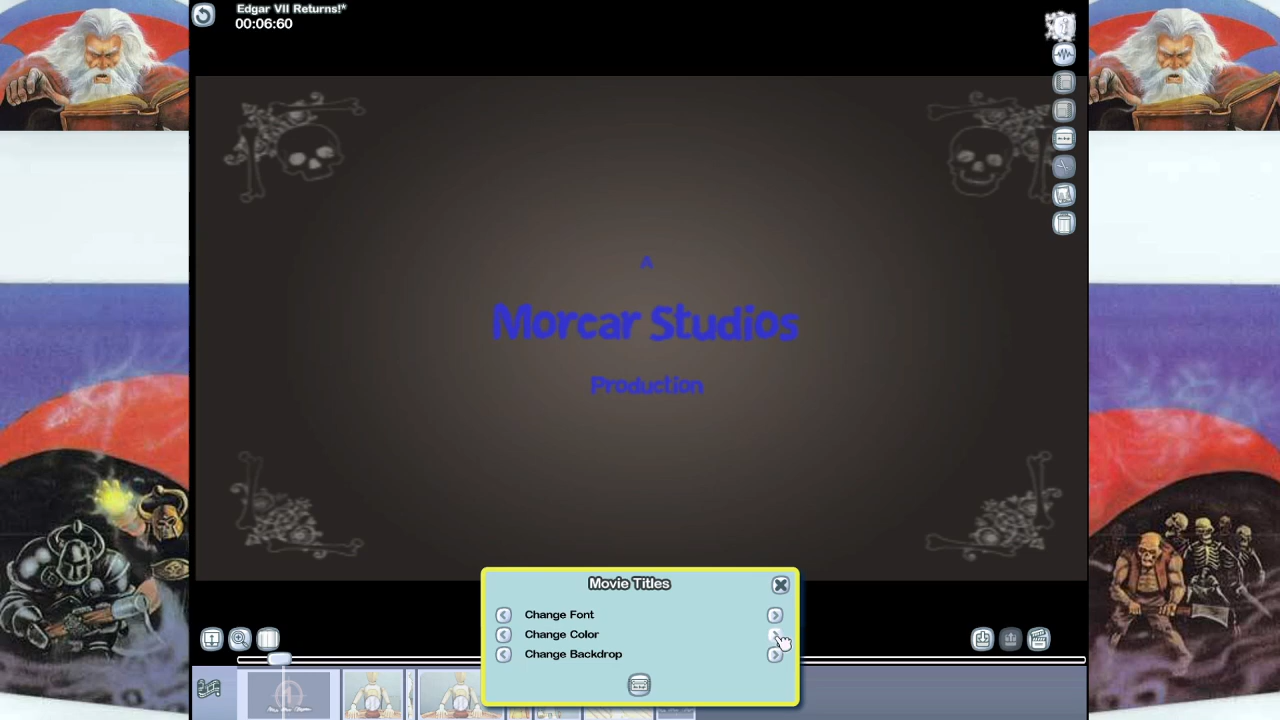 Edgar VII Returns!*
00:06:60
A
Morcar Studios
Production
Movie Titles
Change Font
Change Color
Change Backdrop